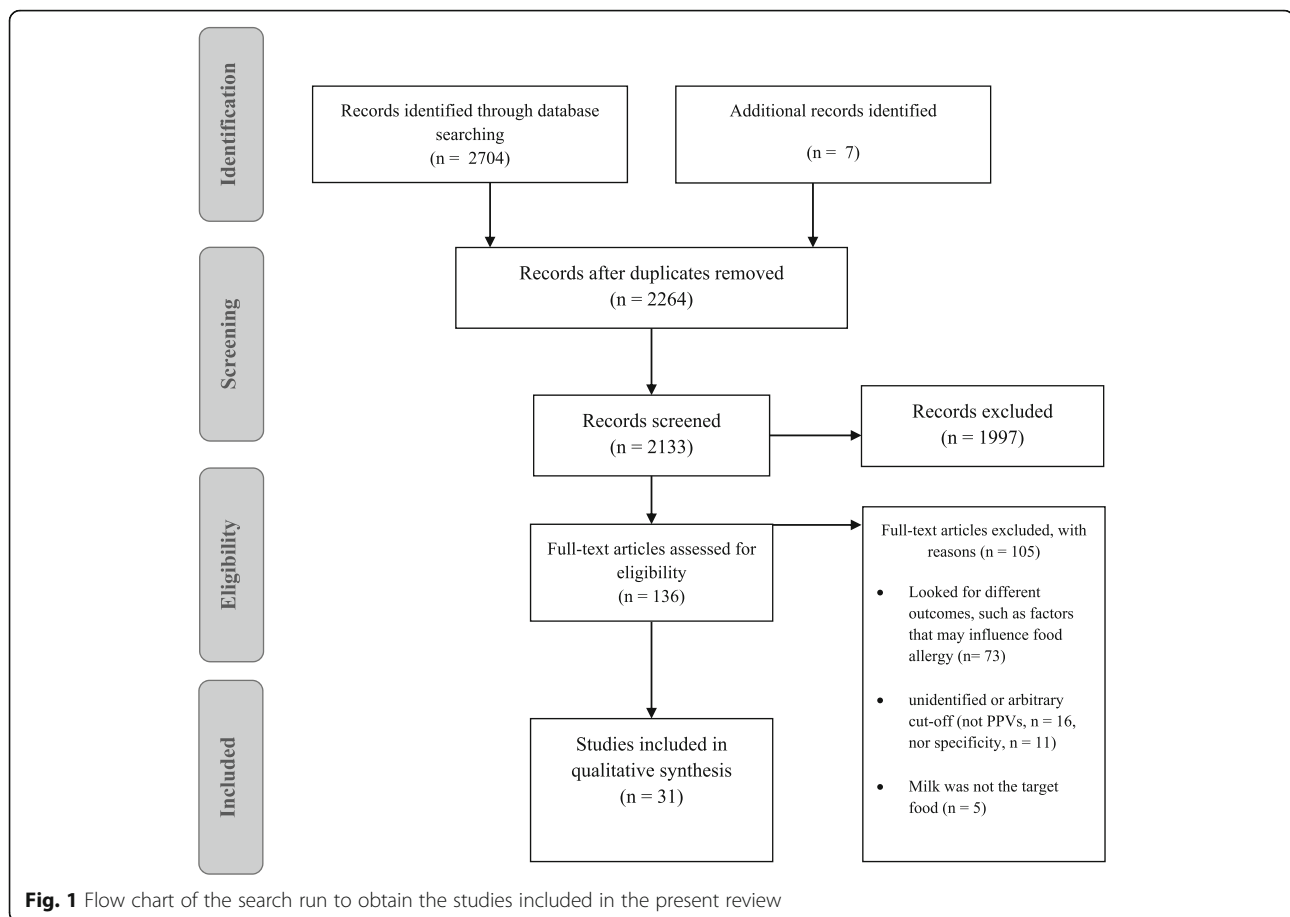 Identification
Records identified through database
searching
(n = 2704)
Additional records identified
(n = 7)
Screening
Records after duplicates removed
(n = 2264)
Records screened
(n = 2133)
Records excluded
(n = 1997)
Eligibility
Full-text articles assessed for
eligibility
(n = 136)
Full-text articles excluded, with
reasons (n = 105)
• Looked for different
outcomes, such as factors
that may influence food
allergy (n= 73)
• unidentified or arbitrary
cut-off (not PPVs, n = 16,
nor specificity, n = 11)
• Milk was not the target
food (n = 5)
Included
Studies included in
qualitative synthesis
(n = 31)
Fig. 1 Flow chart of the search run to obtain the studies included in the present review